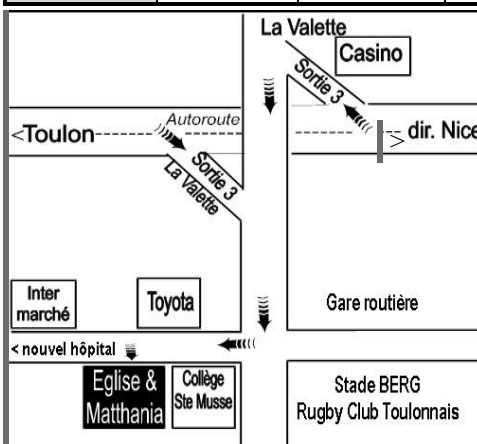 La Valette
Casino
Sortie 3
Autoroute
<Toulon
> dir. Nice
Sortie 3
La Valette
Inter
marché
Toyota
Gare routière
< nouvel hôpital
Eglise &
Matthania
Collège
Ste Musse
Stade BERG
Rugby Club Toulonnais